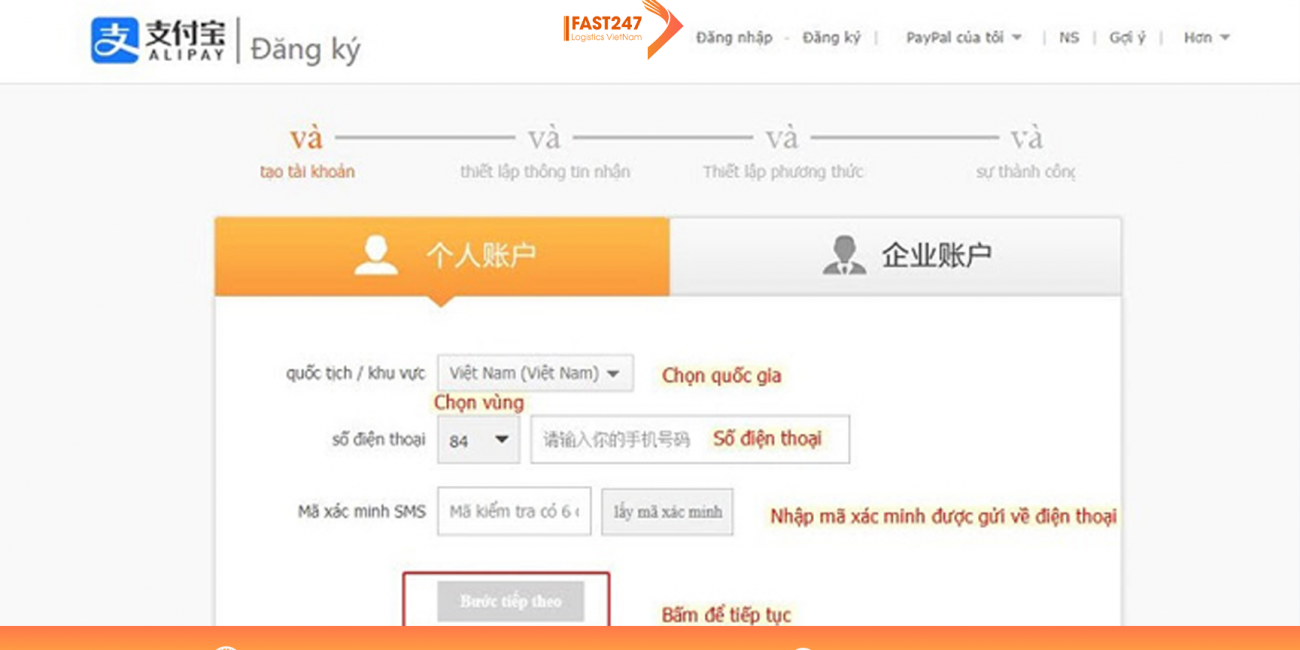 支付宝
ALIPAY
Đăng ký
FAST247
Logistics VietNam
Đăng nhập - Đăng ký | PayPal của tôi | NS | Gợi ý | Hơn
và và và và
tạo tài khoản thiết lập thông tin nhận Thiết lập phương thức sự thành công
个人账户 企业账户
quốc tịch / khu vực Việt Nam (Việt Nam) Chọn quốc gia
Chọn vùng
số điện thoại 84 请输入你的手机号码 Số điện thoại
Mã xác minh SMS Mã kiểm tra có 6 lấy mã xác minh Nhập mã xác minh được gửi về điện thoại
Bước tiếp theo
Bấm để tiếp tục